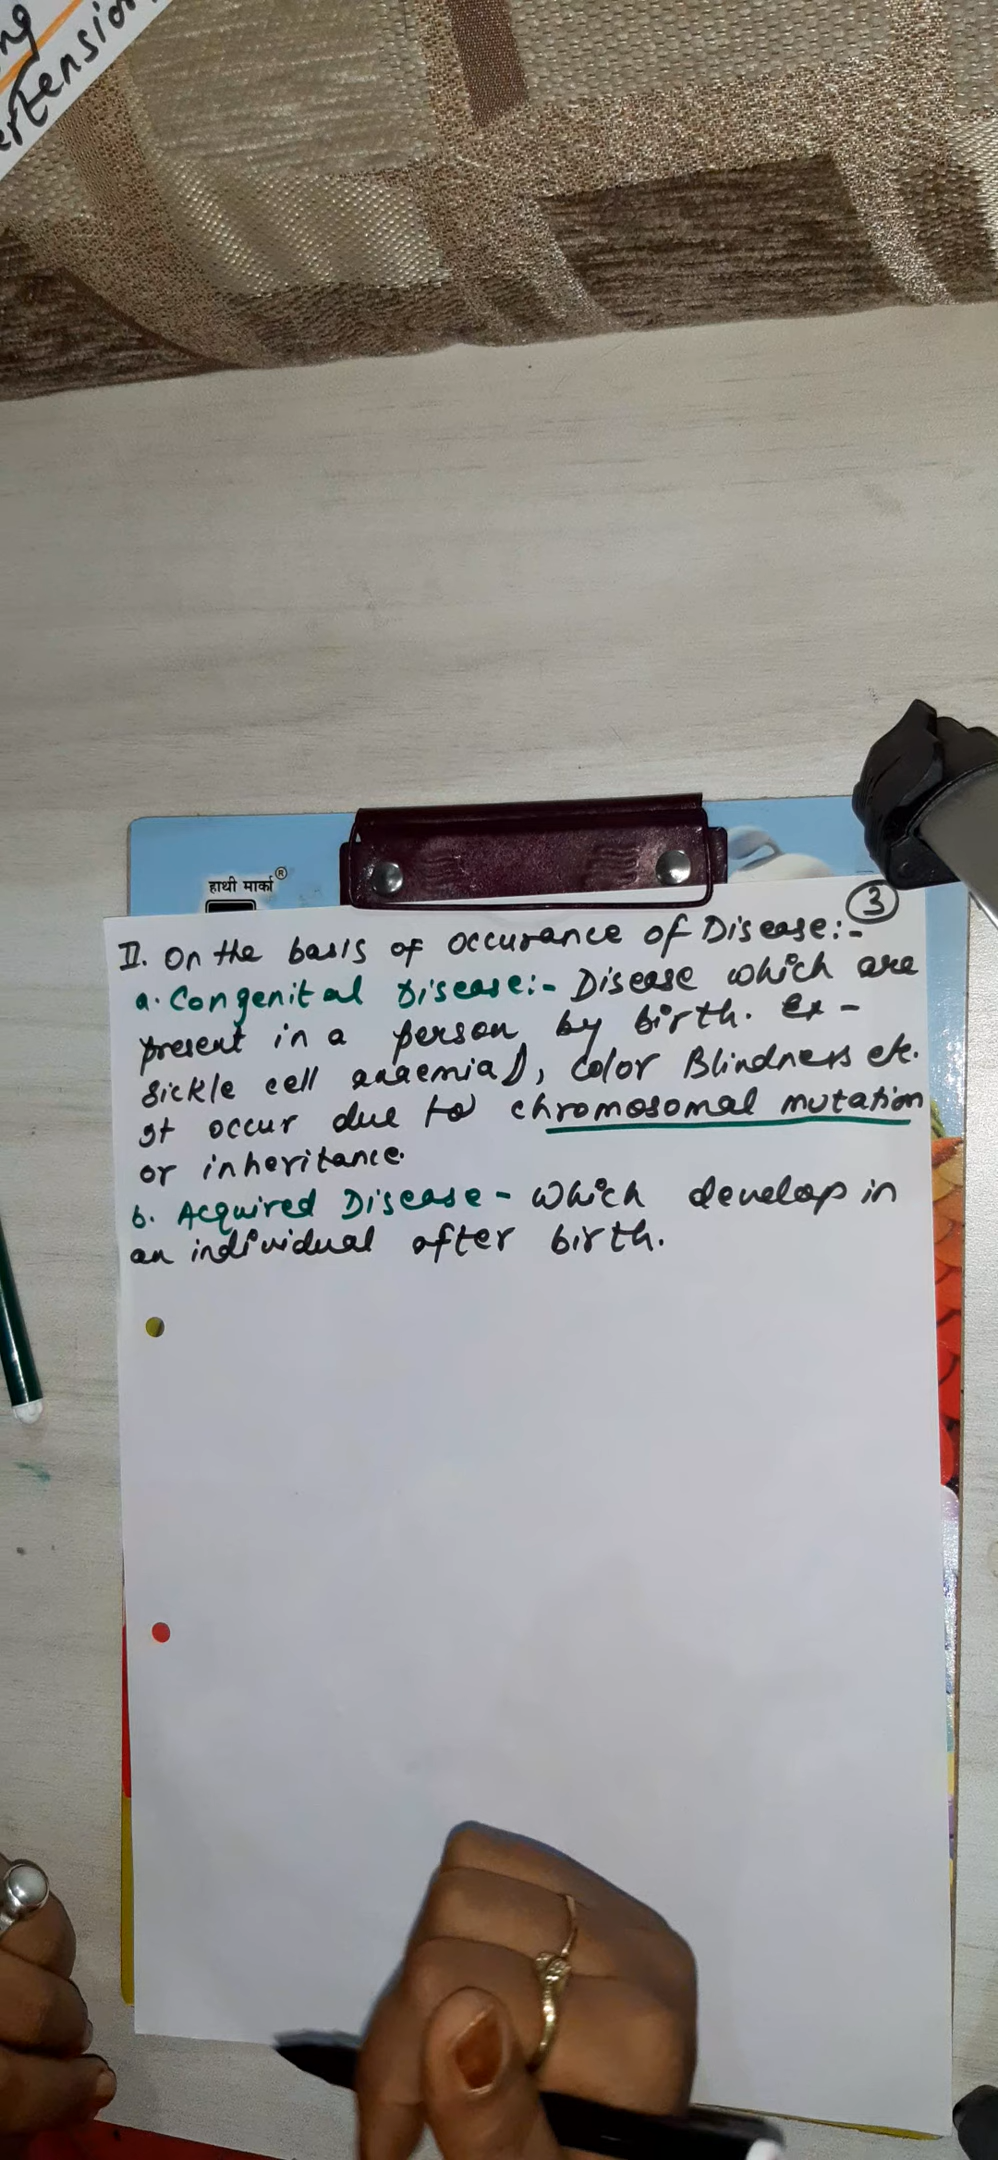 ng
ertension
हाथी मार्का ®
3
II. On the basis of occurance of Disease:-
a. Congenital Disease:- Disease which are
present in a person by birth. Ex -
Sickle cell anaemia, color Blindness etc.
It occur due to chromosomal mutation
or inheritance.
b. Acquired Disease - which develop in
an individual after birth.